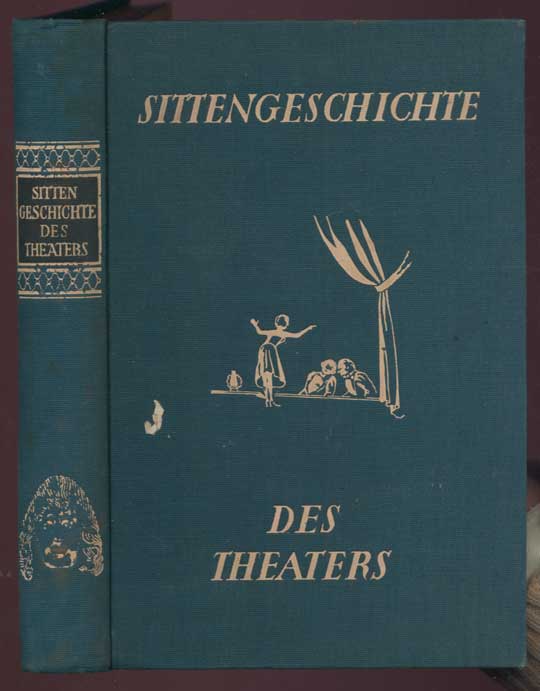 SITTEN
GESCHICHTE
DES
THEATERS
SITTENGESCHICHTE
DES
THEATERS